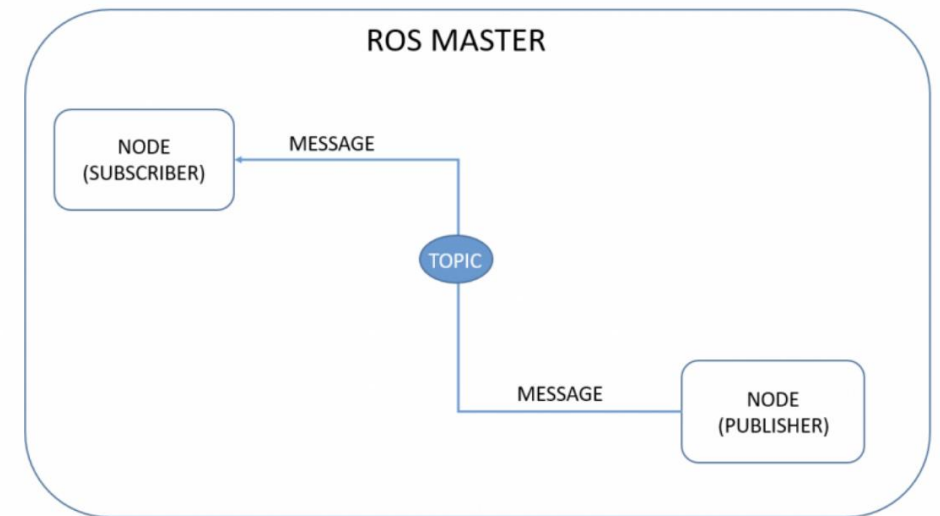 ROS MASTER
NODE
(SUBSCRIBER)
MESSAGE
TOPIC
MESSAGE
NODE
(PUBLISHER)